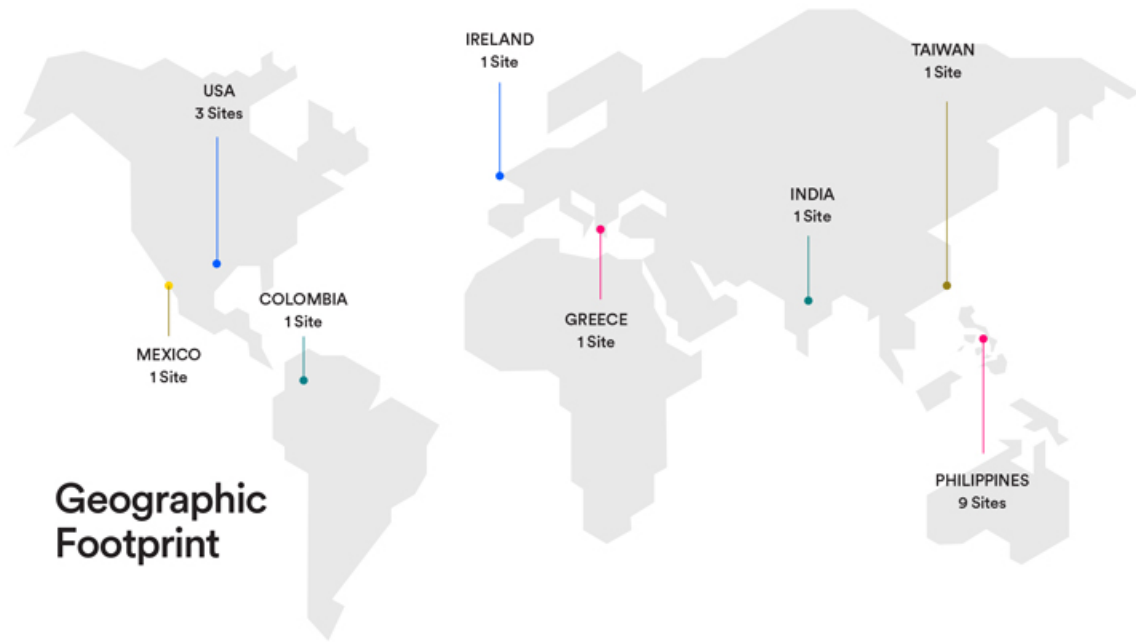 IRELAND
1 Site
TAIWAN
1 Site
USA
3 Sites
INDIA
1 Site
COLOMBIA
1 Site
GREECE
1 Site
MEXICO
1 Site
PHILIPPINES
9 Sites
Geographic
Footprint